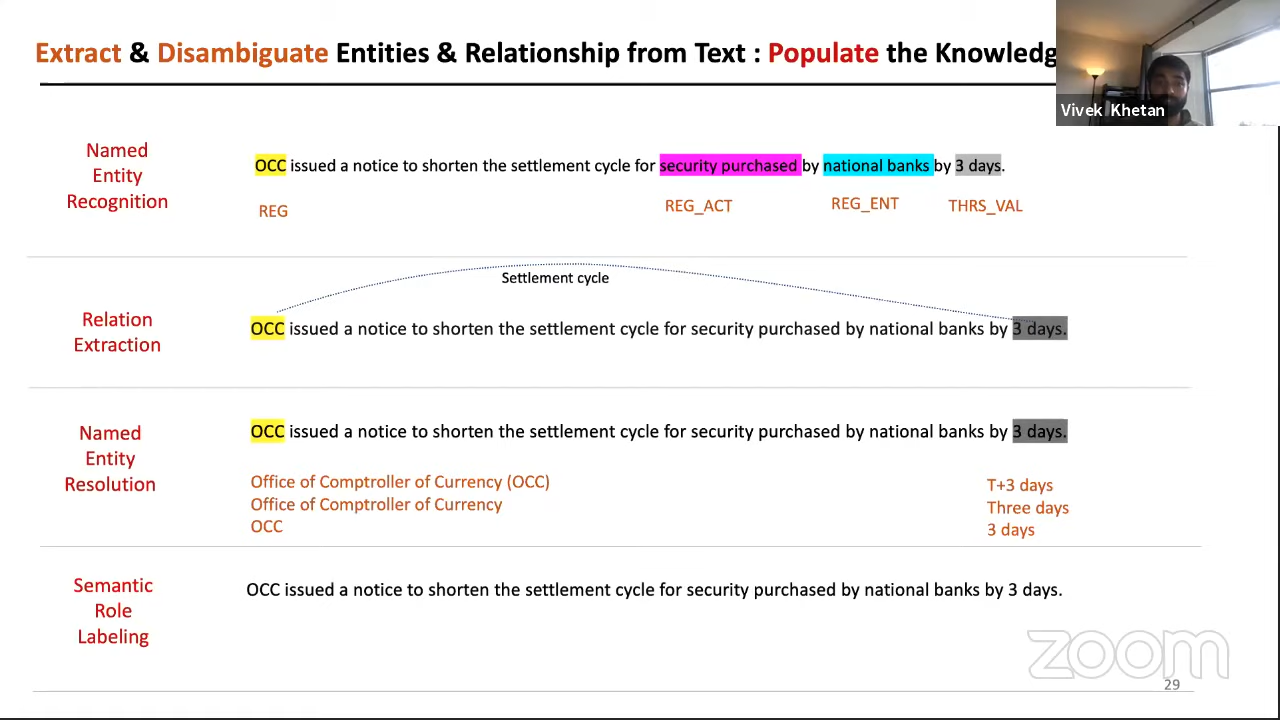 Extract & Disambiguate Entities & Relationship from Text : Populate the Knowledg
Vivek Khetan
Named
Entity
Recognition
OCC issued a notice to shorten the settlement cycle for security purchased by national banks by 3 days.
REG
REG_ACT
REG_ENT
THRS_VAL
Settlement cycle
Relation
Extraction
OCC issued a notice to shorten the settlement cycle for security purchased by national banks by 3 days.
Named
Entity
Resolution
OCC issued a notice to shorten the settlement cycle for security purchased by national banks by 3 days.
Office of Comptroller of Currency (OCC)
Office of Comptroller of Currency
OCC
T+3 days
Three days
3 days
Semantic
Role
Labeling
OCC issued a notice to shorten the settlement cycle for security purchased by national banks by 3 days.
zoom
29